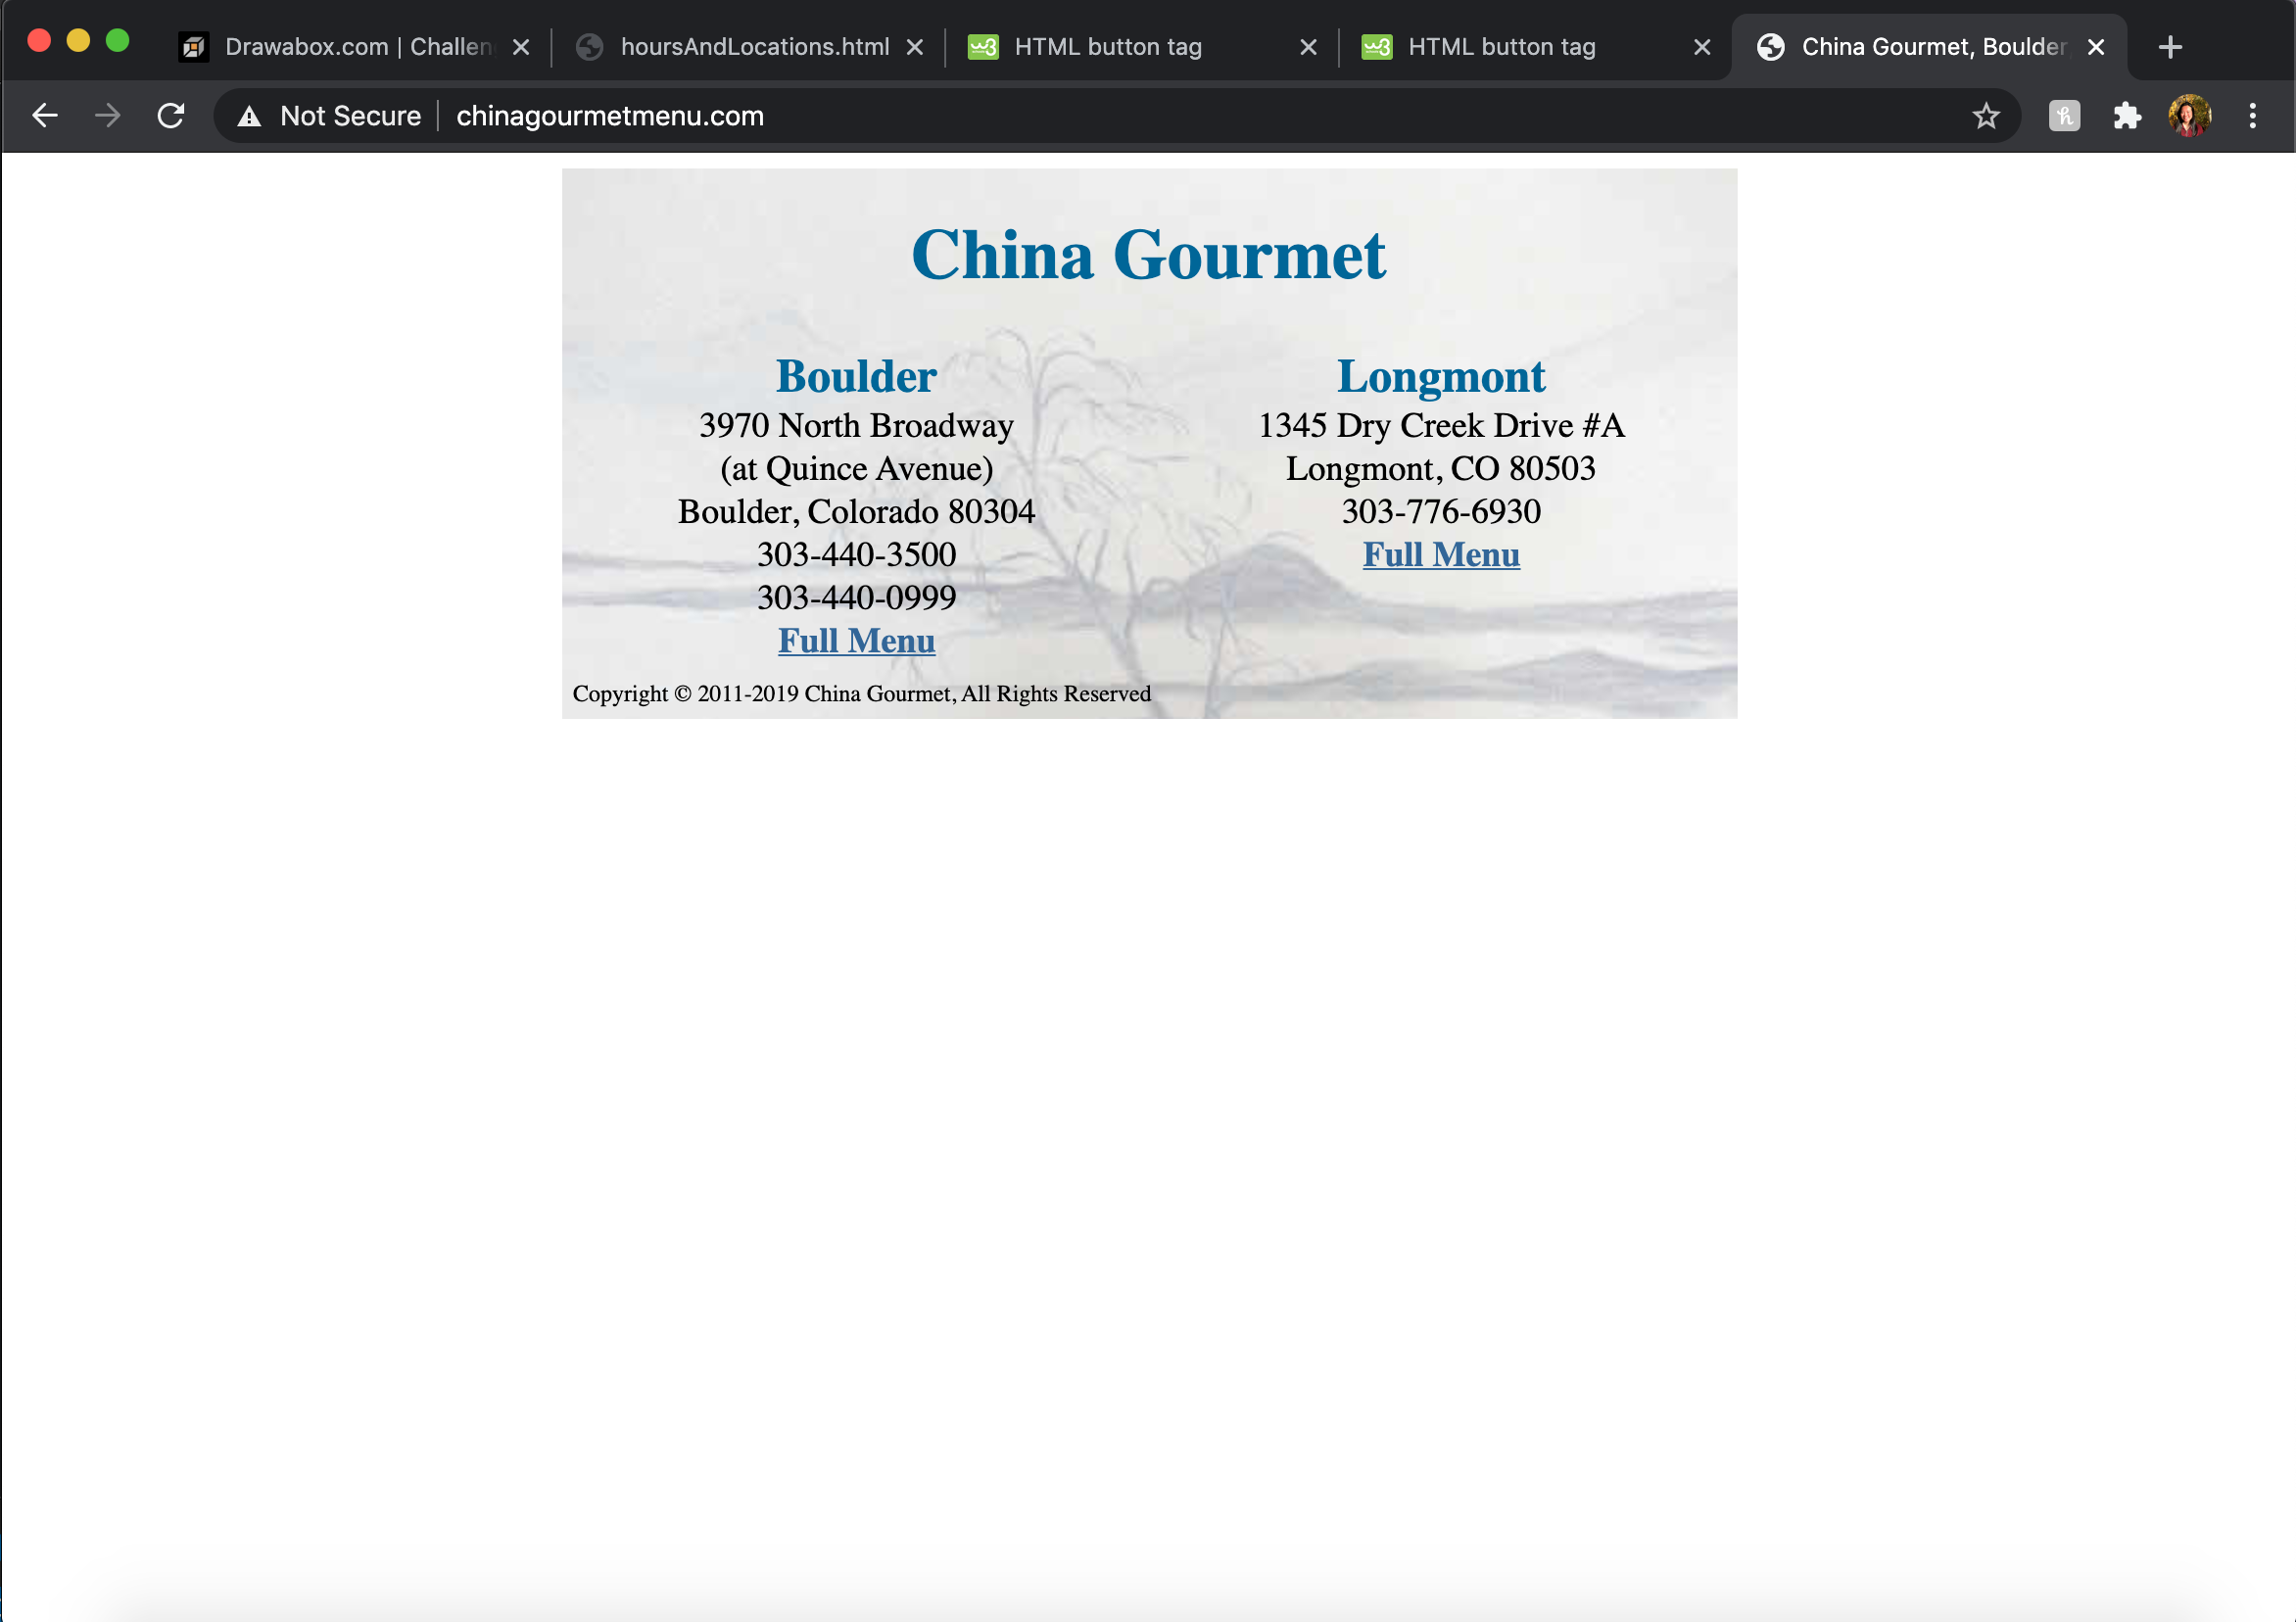 Drawabox.com | Challen
hoursAndLocations.html
HTML button tag
HTML button tag
China Gourmet, Boulder
Not Secure
chinagourmetmenu.com
China Gourmet
Boulder
3970 North Broadway
(at Quince Avenue)
Boulder, Colorado 80304
303-440-3500
303-440-0999
Full Menu
Longmont
1345 Dry Creek Drive #A
Longmont, CO 80503
303-776-6930
Full Menu
Copyright © 2011-2019 China Gourmet, All Rights Reserved